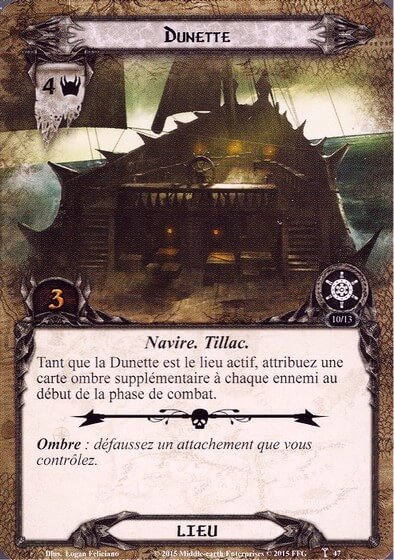 Dunette
4
3
10/13
Navire. Tillac.
Tant que la Dunette est le lieu actif, attribuez une
carte ombre supplémentaire à chaque ennemi au
début de la phase de combat.
Ombre : défaussez un attachement que vous
contrôlez.
LIEU
Illus. Logan Feliciano © 2015 Middle-earth Enterprises © 2015 FFG 47